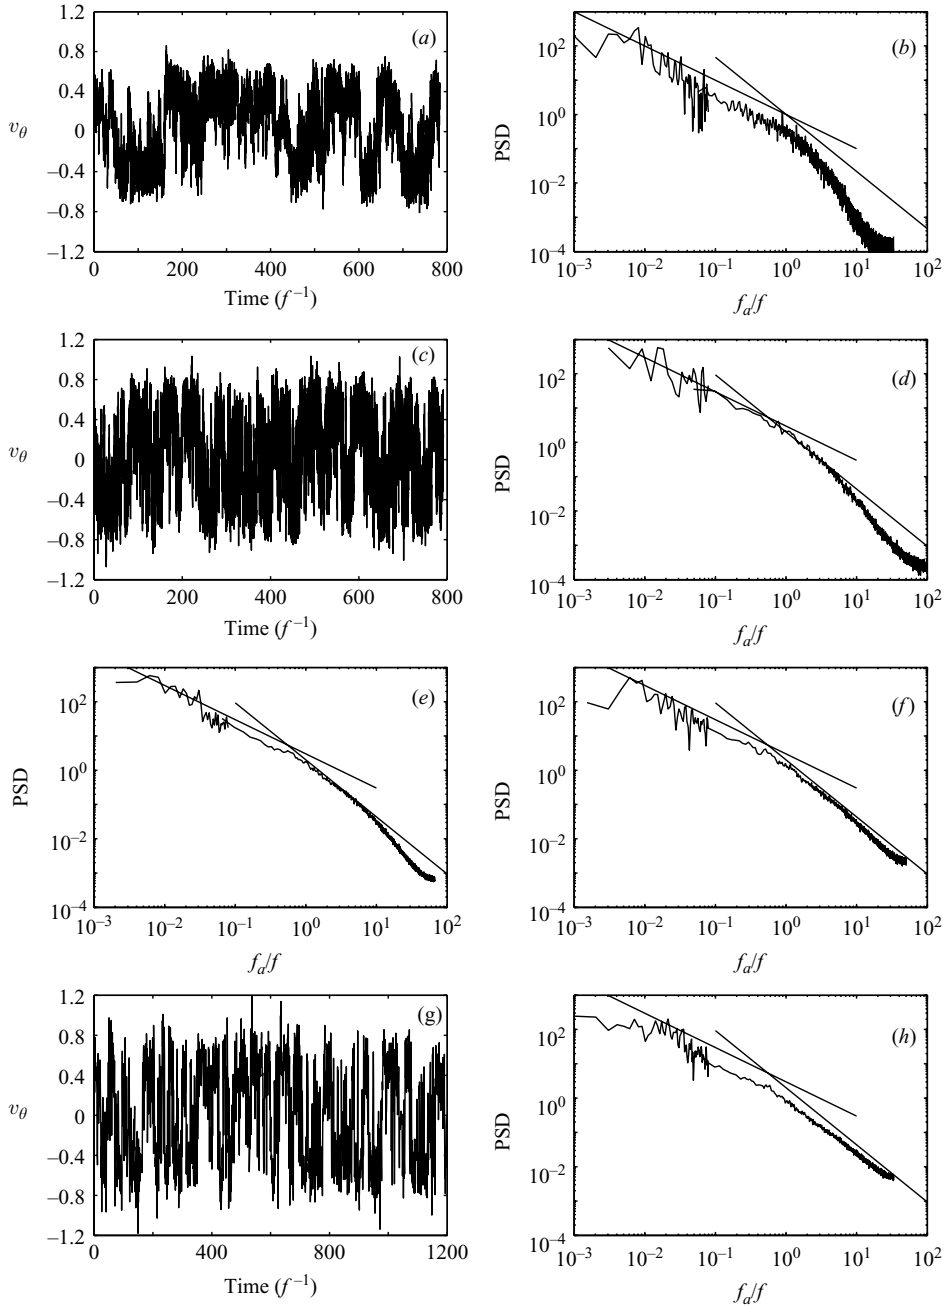 1.2
0.8
0.4
0
–0.4
–0.8
–1.2
v_θ
(a)
0 200 400 600 800
Time (f^–1)
10^2
10^0
10^–2
10^–4
PSD
(b)
10^–3 10^–2 10^–1 10^0 10^1 10^2
f_a/f
1.2
0.8
0.4
0
–0.4
–0.8
–1.2
v_θ
(c)
0 200 400 600 800
Time (f^–1)
10^2
10^0
10^–2
10^–4
PSD
(d)
10^–3 10^–2 10^–1 10^0 10^1 10^2
f_a/f
10^2
10^0
10^–2
10^–4
PSD
(e)
10^–3 10^–2 10^–1 10^0 10^1 10^2
f_a/f
10^2
10^0
10^–2
10^–4
PSD
(f)
10^–3 10^–2 10^–1 10^0 10^1 10^2
f_a/f
1.2
0.8
0.4
0
–0.4
–0.8
–1.2
v_θ
(g)
0 400 800 1200
Time (f^–1)
10^2
10^0
10^–2
10^–4
PSD
(h)
10^–3 10^–2 10^–1 10^0 10^1 10^2
f_a/f